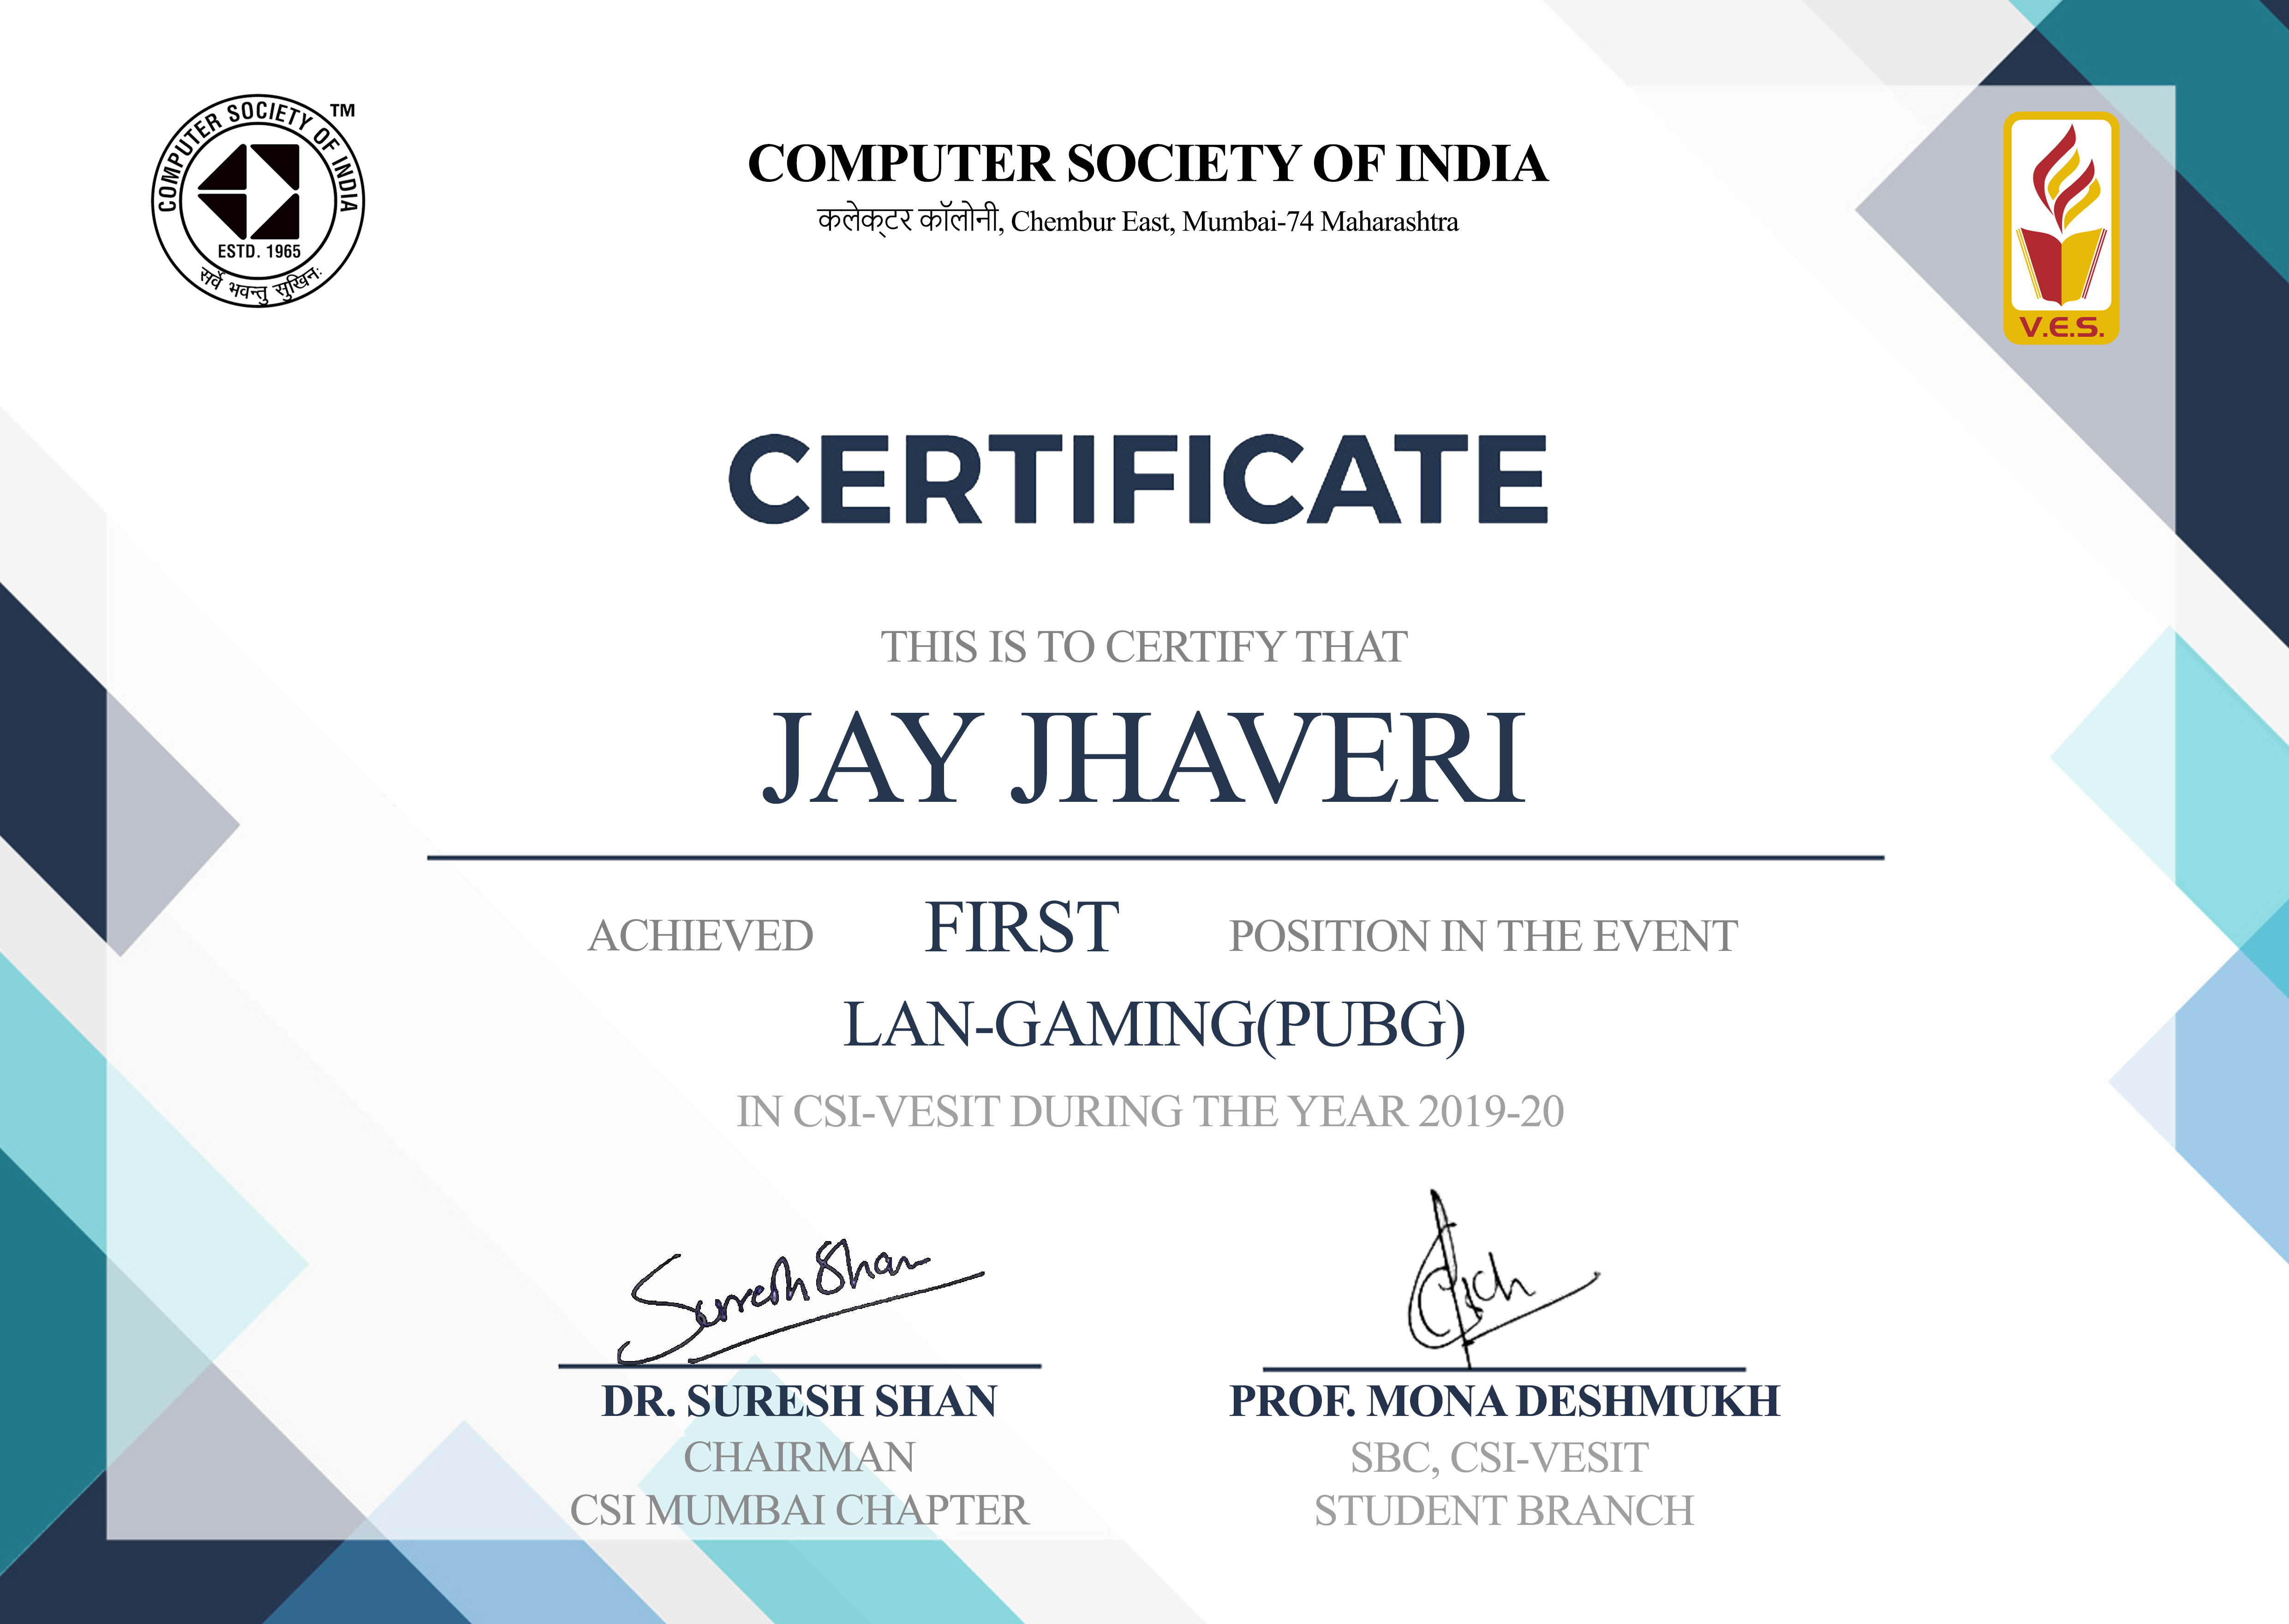 COMPUTER SOCIETY OF INDIA
TM
ESTD. 1965
सर्वे भवन्तु सुखिनः
COMPUTER SOCIETY OF INDIA
कलेक्टर कॉलोनी, Chembur East, Mumbai-74 Maharashtra
V.E.S.
CERTIFICATE
THIS IS TO CERTIFY THAT
JAY JHAVERI
ACHIEVED FIRST POSITION IN THE EVENT
LAN-GAMING(PUBG)
IN CSI-VESIT DURING THE YEAR 2019-20
Suresh Shan
DR. SURESH SHAN
CHAIRMAN
CSI MUMBAI CHAPTER
PROF. MONA DESHMUKH
SBC, CSI-VESIT
STUDENT BRANCH